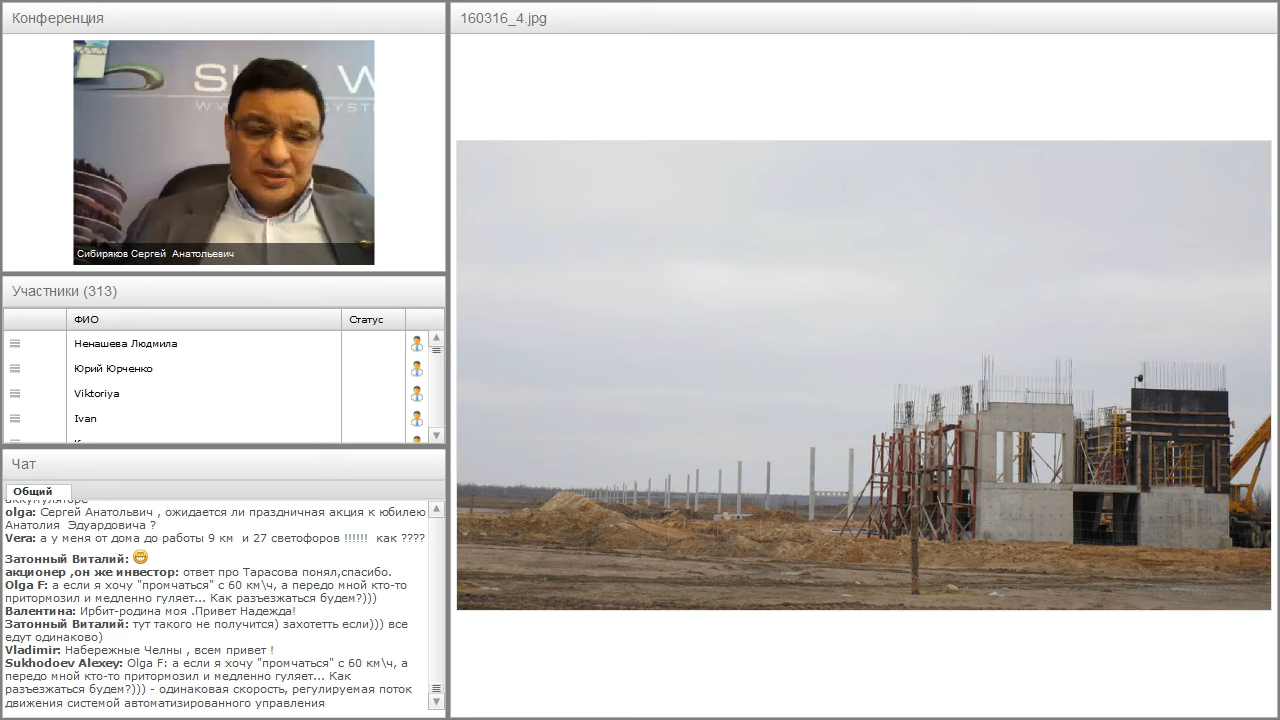 Конференция
160316_4.jpg
Сибиряков Сергей Анатольевич
Участники (313)
ФИО
Статус
Ненашева Людмила
Юрий Юрченко
Viktoriya
Ivan
Чат
Общий
olga: Сергей Анатольвич , ожидается ли праздничная акция к юбилею
Анатолия Эдуардовича ?
Vera: а у меня от дома до работы 9 км и 27 светофоров !!!!!! как ????
Затонный Виталий:
акционер ,он же инвестор: ответ про Тарасова понял,спасибо.
Olga F: а если я хочу "промчаться" с 60 км\ч, а передо мной кто-то
притормозил и медленно гуляет... Как разъезжаться будем?)))
Валентина: Ирбит-родина моя .Привет Надежда!
Затонный Виталий: тут такого не получится) захотетть если))) все
едут одинаково)
Vladimir: Набережные Челны , всем привет !
Sukhodoev Alexey: Olga F: а если я хочу "промчаться" с 60 км\ч, а
передо мной кто-то притормозил и медленно гуляет... Как
разъезжаться будем?))) - одинаковая скорость, регулируемая поток
движения системой автоматизированного управления